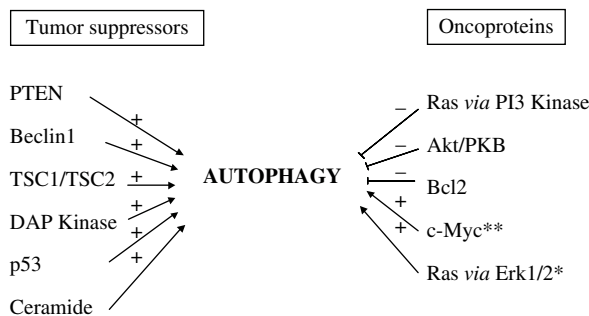 Tumor suppressors
Oncoproteins
PTEN
Beclin1
TSC1/TSC2
DAP Kinase
p53
Ceramide
+
+
+
+
+
+
AUTOPHAGY
–
–
–
+
+
Ras via PI3 Kinase
Akt/PKB
Bcl2
c-Myc**
Ras via Erk1/2*